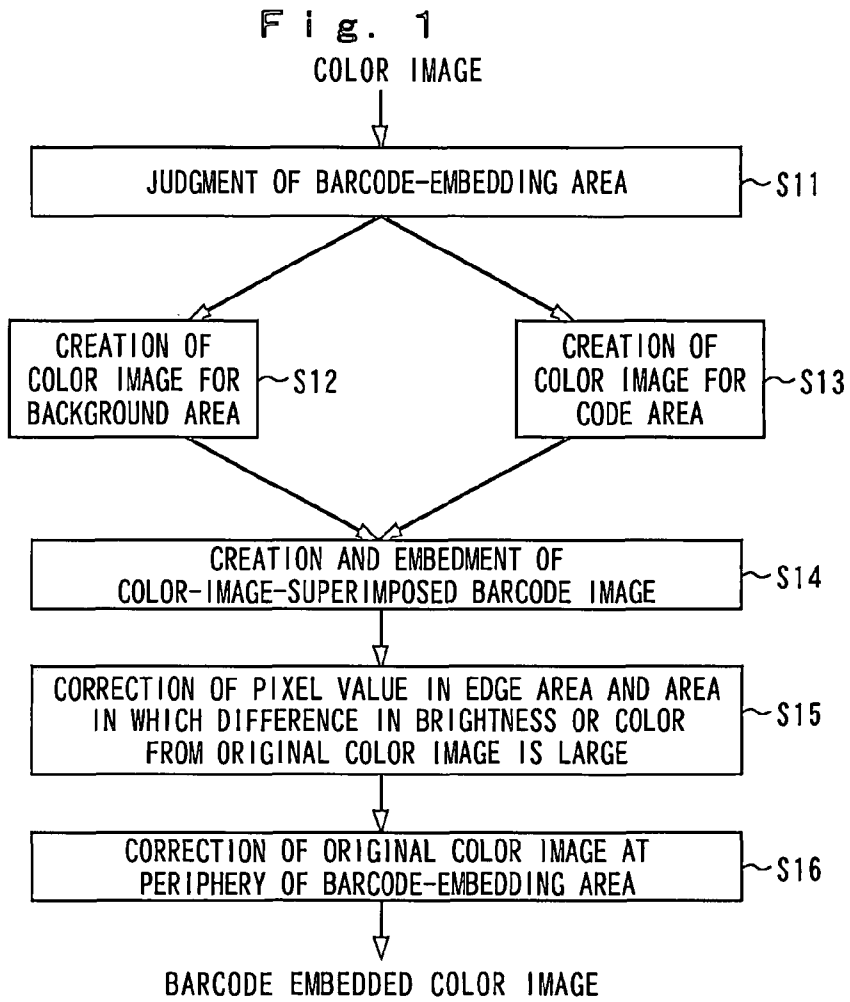 Fig. 1
COLOR IMAGE
JUDGMENT OF BARCODE-EMBEDDING AREA
S11
CREATION OF
COLOR IMAGE FOR
BACKGROUND AREA
S12
CREATION OF
COLOR IMAGE FOR
CODE AREA
S13
CREATION AND EMBEDMENT OF
COLOR-IMAGE-SUPERIMPOSED BARCODE IMAGE
S14
CORRECTION OF PIXEL VALUE IN EDGE AREA AND AREA
IN WHICH DIFFERENCE IN BRIGHTNESS OR COLOR
FROM ORIGINAL COLOR IMAGE IS LARGE
S15
CORRECTION OF ORIGINAL COLOR IMAGE AT
PERIPHERY OF BARCODE-EMBEDDING AREA
S16
BARCODE EMBEDDED COLOR IMAGE